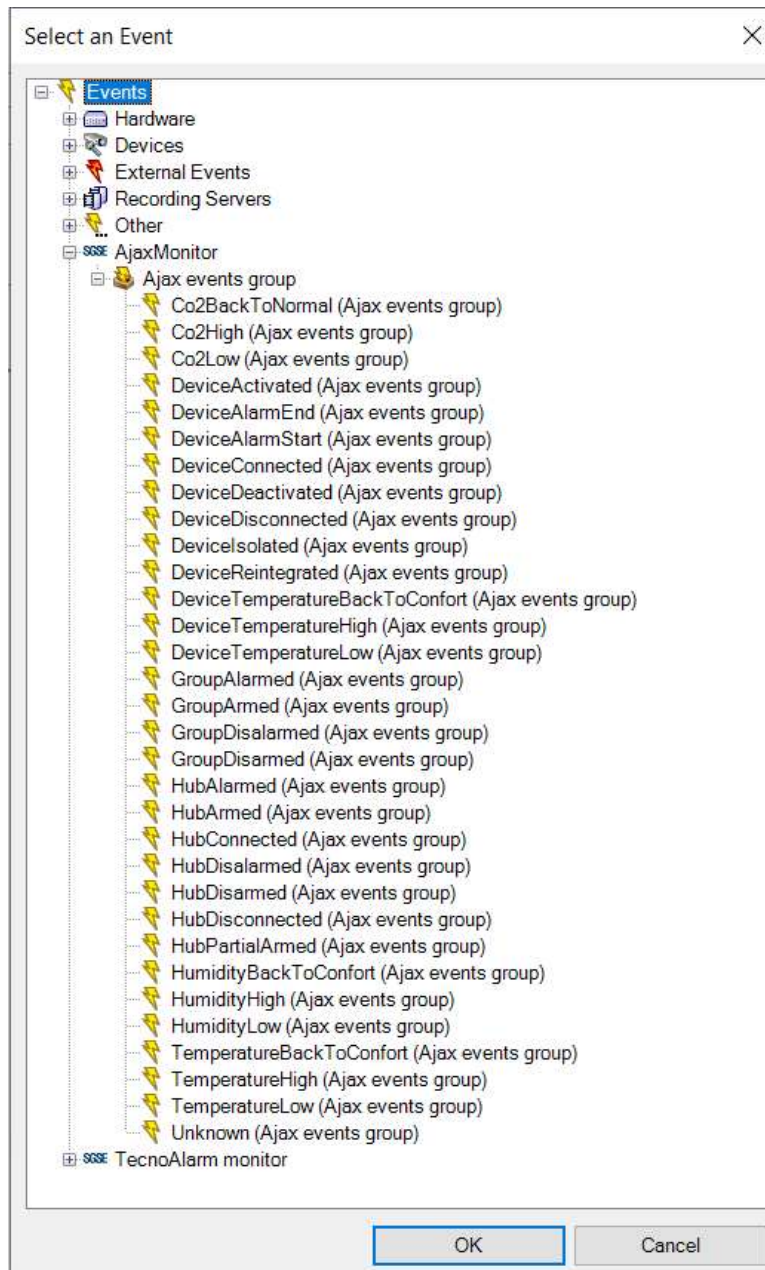 Select an Event
Events
Hardware
Devices
External Events
Recording Servers
Other
SGSE AjaxMonitor
Ajax events group
Co2BackToNormal (Ajax events group)
Co2High (Ajax events group)
Co2Low (Ajax events group)
DeviceActivated (Ajax events group)
DeviceAlarmEnd (Ajax events group)
DeviceAlarmStart (Ajax events group)
DeviceConnected (Ajax events group)
DeviceDeactivated (Ajax events group)
DeviceDisconnected (Ajax events group)
DeviceIsolated (Ajax events group)
DeviceReintegrated (Ajax events group)
DeviceTemperatureBackToConfort (Ajax events group)
DeviceTemperatureHigh (Ajax events group)
DeviceTemperatureLow (Ajax events group)
GroupAlarmed (Ajax events group)
GroupArmed (Ajax events group)
GroupDisalarmed (Ajax events group)
GroupDisarmed (Ajax events group)
HubAlarmed (Ajax events group)
HubArmed (Ajax events group)
HubConnected (Ajax events group)
HubDisalarmed (Ajax events group)
HubDisarmed (Ajax events group)
HubDisconnected (Ajax events group)
HubPartialArmed (Ajax events group)
HumidityBackToConfort (Ajax events group)
HumidityHigh (Ajax events group)
HumidityLow (Ajax events group)
TemperatureBackToConfort (Ajax events group)
TemperatureHigh (Ajax events group)
TemperatureLow (Ajax events group)
Unknown (Ajax events group)
SGSE TecnoAlarm monitor
OK Cancel